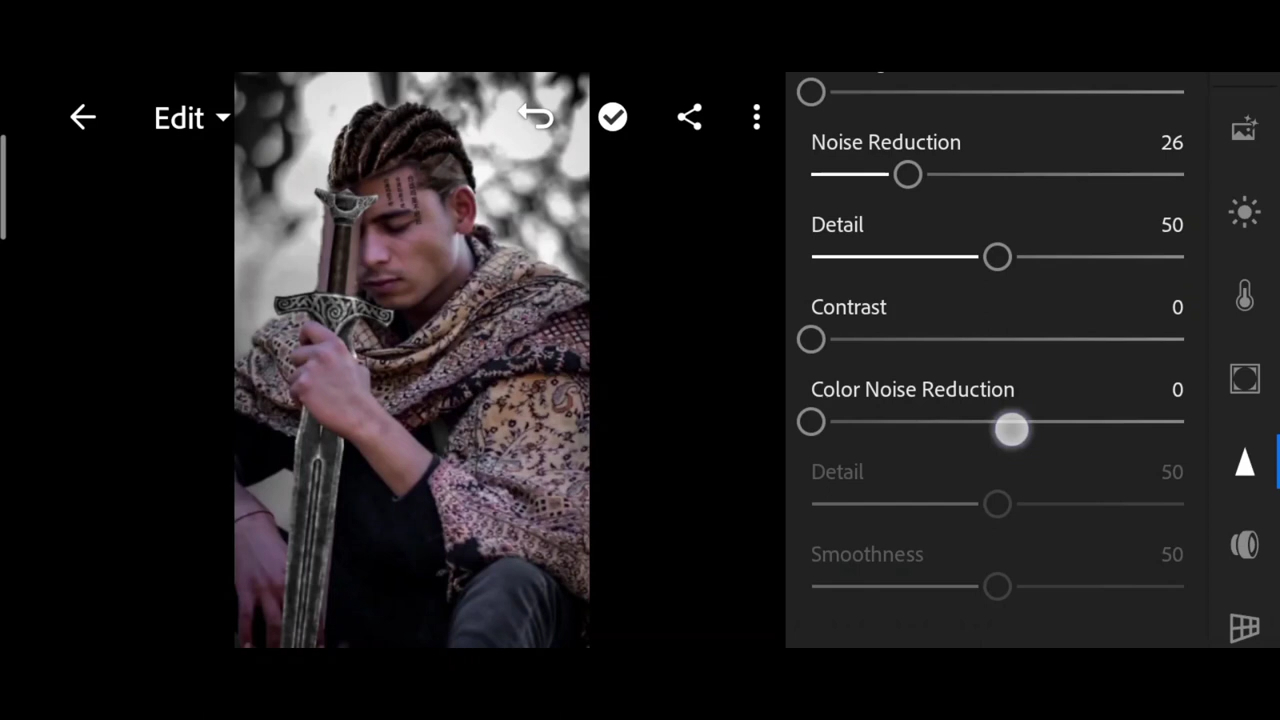 Edit
Noise Reduction 26
Detail 50
Contrast 0
Color Noise Reduction 0
Detail 50
Smoothness 50